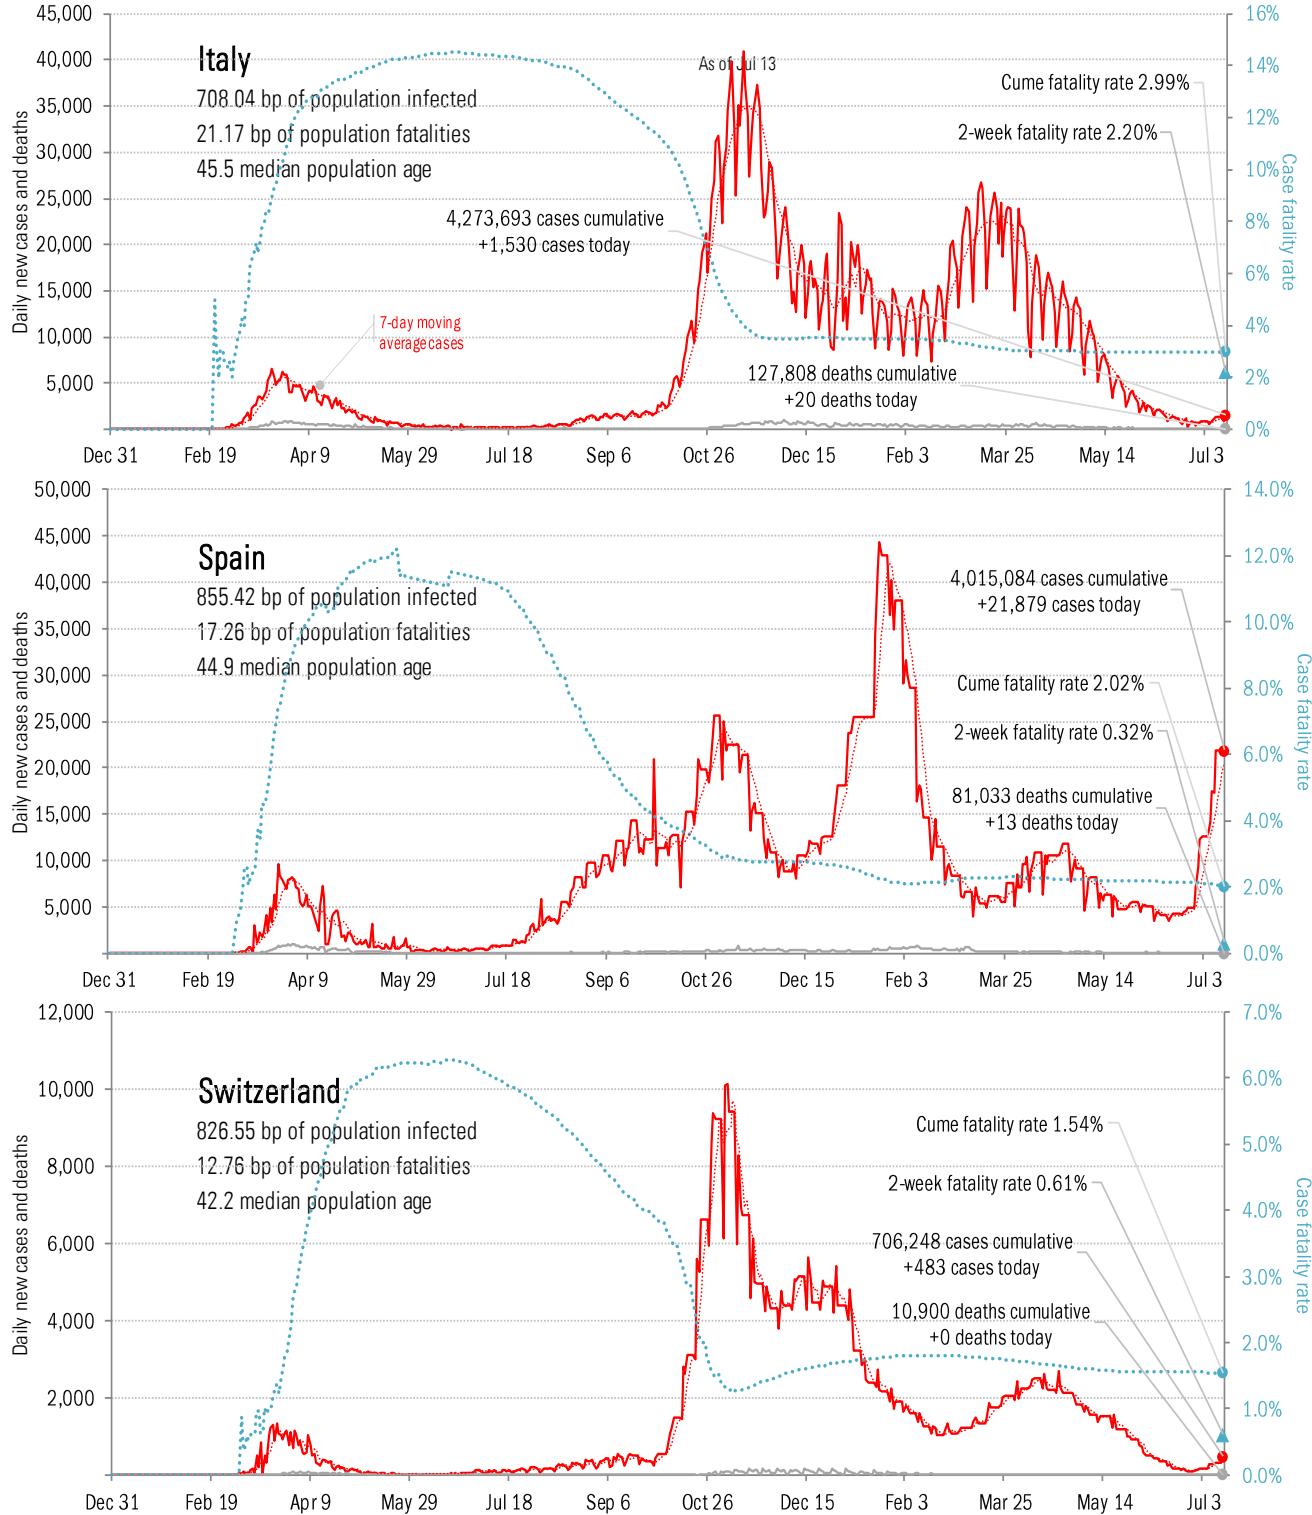 45,000
40,000
35,000
30,000
25,000
20,000
15,000
10,000
5,000
Daily new cases and deaths
Italy
708.04 bp of population infected
21.17 bp of population fatalities
45.5 median population age
As of Jul 13
Cume fatality rate 2.99%
2-week fatality rate 2.20%
4,273,693 cases cumulative
+1,530 cases today
7-day moving
average cases
127,808 deaths cumulative
+20 deaths today
16%
14%
12%
10%
8%
6%
4%
2%
0%
Case fatality rate
Dec 31 Feb 19 Apr 9 May 29 Jul 18 Sep 6 Oct 26 Dec 15 Feb 3 Mar 25 May 14 Jul 3
50,000
45,000
40,000
35,000
30,000
25,000
20,000
15,000
10,000
5,000
Daily new cases and deaths
Spain
855.42 bp of population infected
17.26 bp of population fatalities
44.9 median population age
4,015,084 cases cumulative
+21,879 cases today
Cume fatality rate 2.02%
2-week fatality rate 0.32%
81,033 deaths cumulative
+13 deaths today
14.0%
12.0%
10.0%
8.0%
6.0%
4.0%
2.0%
0.0%
Case fatality rate
Dec 31 Feb 19 Apr 9 May 29 Jul 18 Sep 6 Oct 26 Dec 15 Feb 3 Mar 25 May 14 Jul 3
12,000
10,000
8,000
6,000
4,000
2,000
Daily new cases and deaths
Switzerland
826.55 bp of population infected
12.76 bp of population fatalities
42.2 median population age
Cume fatality rate 1.54%
2-week fatality rate 0.61%
706,248 cases cumulative
+483 cases today
10,900 deaths cumulative
+0 deaths today
7.0%
6.0%
5.0%
4.0%
3.0%
2.0%
1.0%
0.0%
Case fatality rate
Dec 31 Feb 19 Apr 9 May 29 Jul 18 Sep 6 Oct 26 Dec 15 Feb 3 Mar 25 May 14 Jul 3